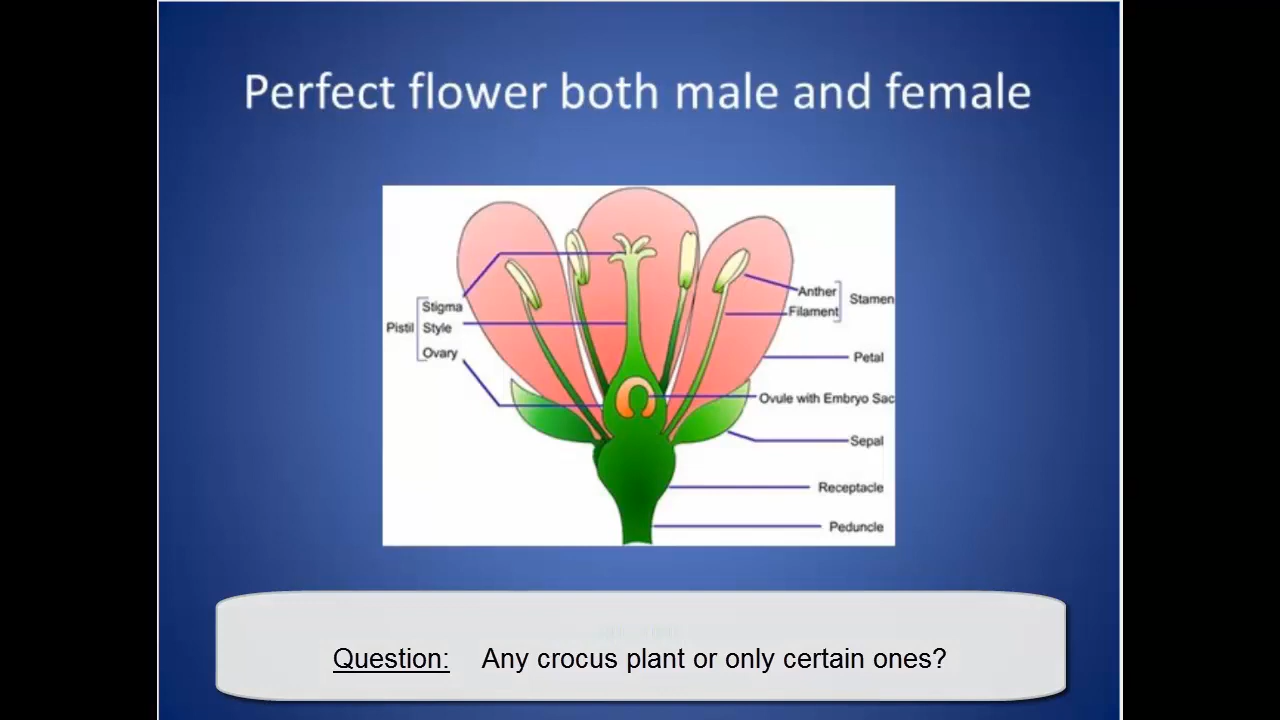 Perfect flower both male and female
Stigma
Pistil Style
Ovary
Anther
Filament
Stamen
Petal
Ovule with Embryo Sac
Sepal
Receptacle
Peduncle
Question: Any crocus plant or only certain ones?